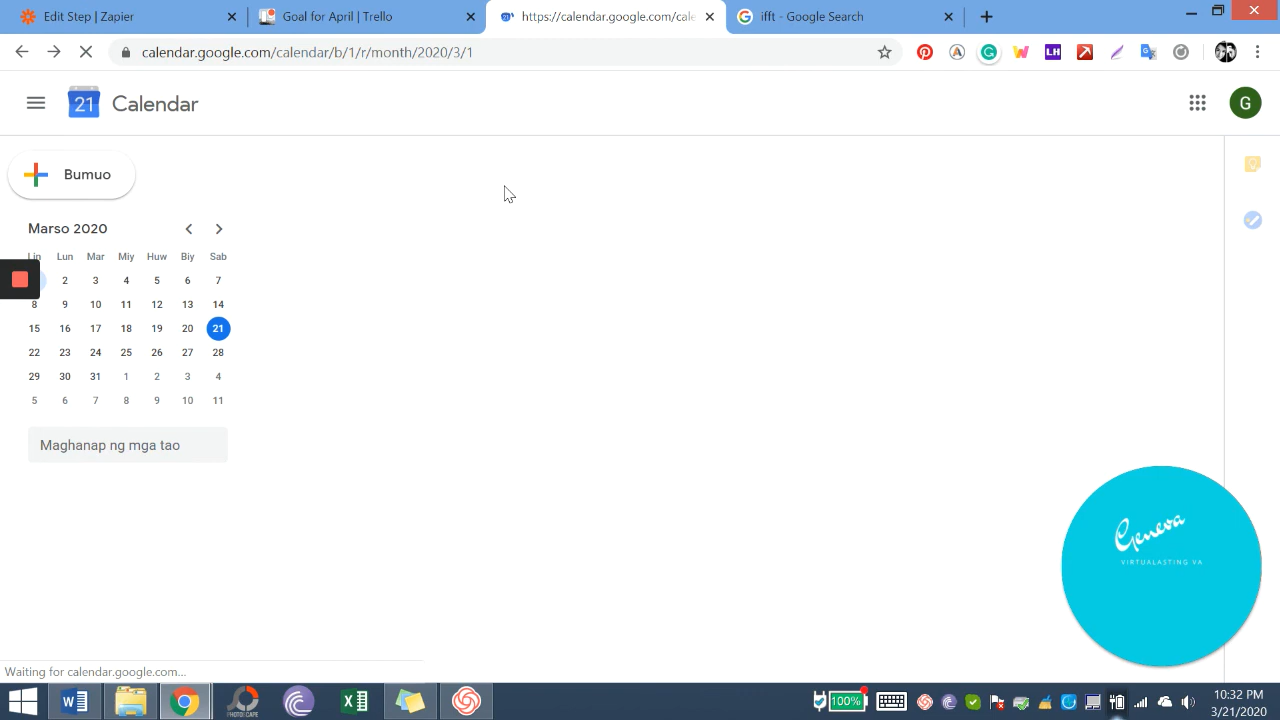 Edit Step | Zapier
Goal for April | Trello
https://calendar.google.com/cale
ifft - Google Search
calendar.google.com/calendar/b/1/r/month/2020/3/1
21
Calendar
G
Bumuo
Marso 2020
Lin Lun Mar Miy Huw Biy Sab
2 3 4 5 6 7
8 9 10 11 12 13 14
15 16 17 18 19 20 21
22 23 24 25 26 27 28
29 30 31 1 2 3 4
5 6 7 8 9 10 11
Maghanap ng mga tao
Geneva
VIRTUALASTING VA
Waiting for calendar.google.com...
PHOTOSCAPE
100%
10:32 PM
3/21/2020